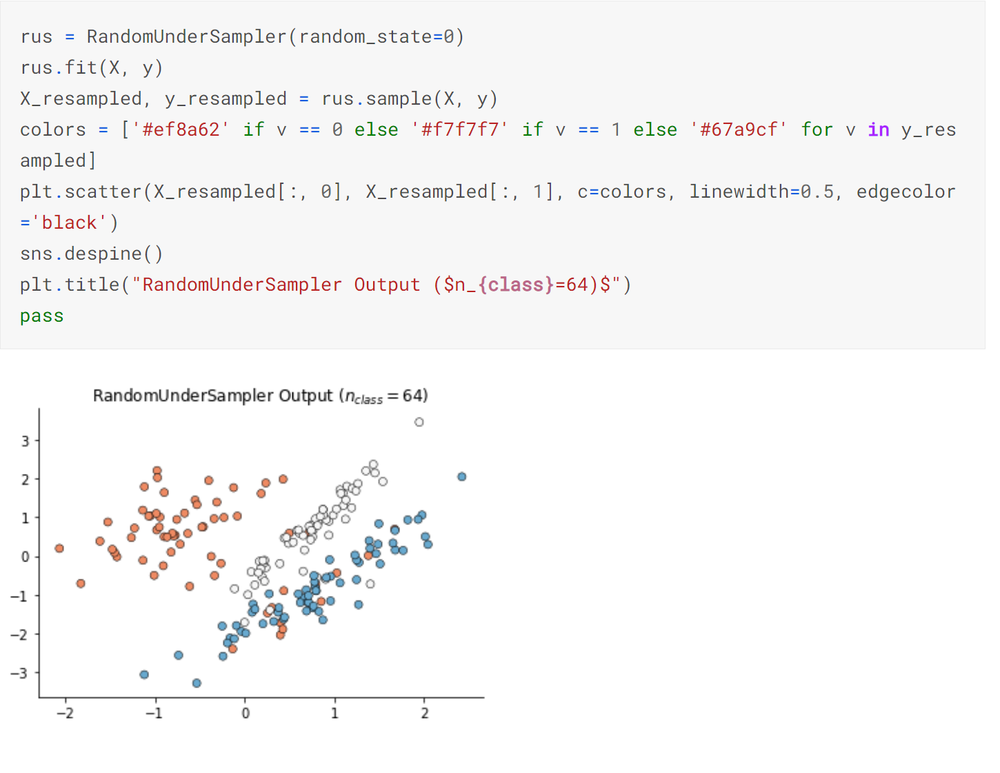 rus = RandomUnderSampler(random_state=0)
rus.fit(X, y)
X_resampled, y_resampled = rus.sample(X, y)
colors = ['#ef8a62' if v == 0 else '#f7f7f7' if v == 1 else '#67a9cf' for v in y_res
ampled]
plt.scatter(X_resampled[:, 0], X_resampled[:, 1], c=colors, linewidth=0.5, edgecolor
='black')
sns.despine()
plt.title("RandomUnderSampler Output ($n_{class}=64)$")
pass
RandomUnderSampler Output (n_class = 64)
3
2
1
0
−1
−2
−3
−2 −1 0 1 2